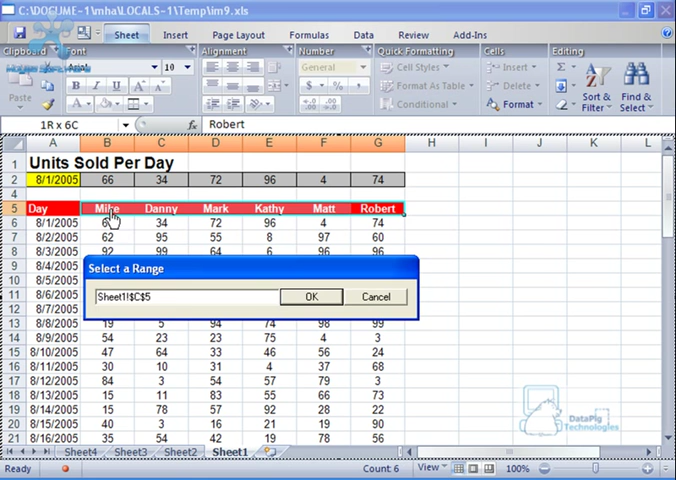 C:\DOCUME~1\mha\LOCALS~1\Temp\im9.xls
Sheet Insert Page Layout Formulas Data Review Add-Ins
Clipboard Font Alignment Number Quick Formatting Cells Editing
Paste Arial 10 General Cell Styles Insert
B I U $ % , Format As Table Delete Sort & Filter Find & Select
A A Conditional Format
1R x 6C Robert
A B C D E F G H I J K L
1 Units Sold Per Day
2 8/1/2005 66 34 72 96 4 74
4
5 Day Mike Danny Mark Kathy Matt Robert
6 8/1/2005 34 72 96 4 74
7 8/2/2005 62 95 55 8 97 60
8 8/3/2005 92 99 64 6 96 96
9 8/4/2005
10 8/5/2005
11 8/6/2005
12 8/7/2005
Select a Range
Sheet1!$C$5 OK Cancel
13 8/8/2005 19 5 94 74 98 99
14 8/9/2005 54 23 23 75 4 3
15 8/10/2005 47 64 33 46 56 24
16 8/11/2005 30 10 31 4 37 68
17 8/12/2005 84 3 54 57 79 3
18 8/13/2005 15 11 83 55 66 73
19 8/14/2005 15 78 57 92 28 22
20 8/15/2005 40 3 16 21 19 90
21 8/16/2005 35 54 42 19 78 56
DataPig
Technologies
Sheet4 Sheet3 Sheet2 Sheet1
Ready Count: 6 View 100%